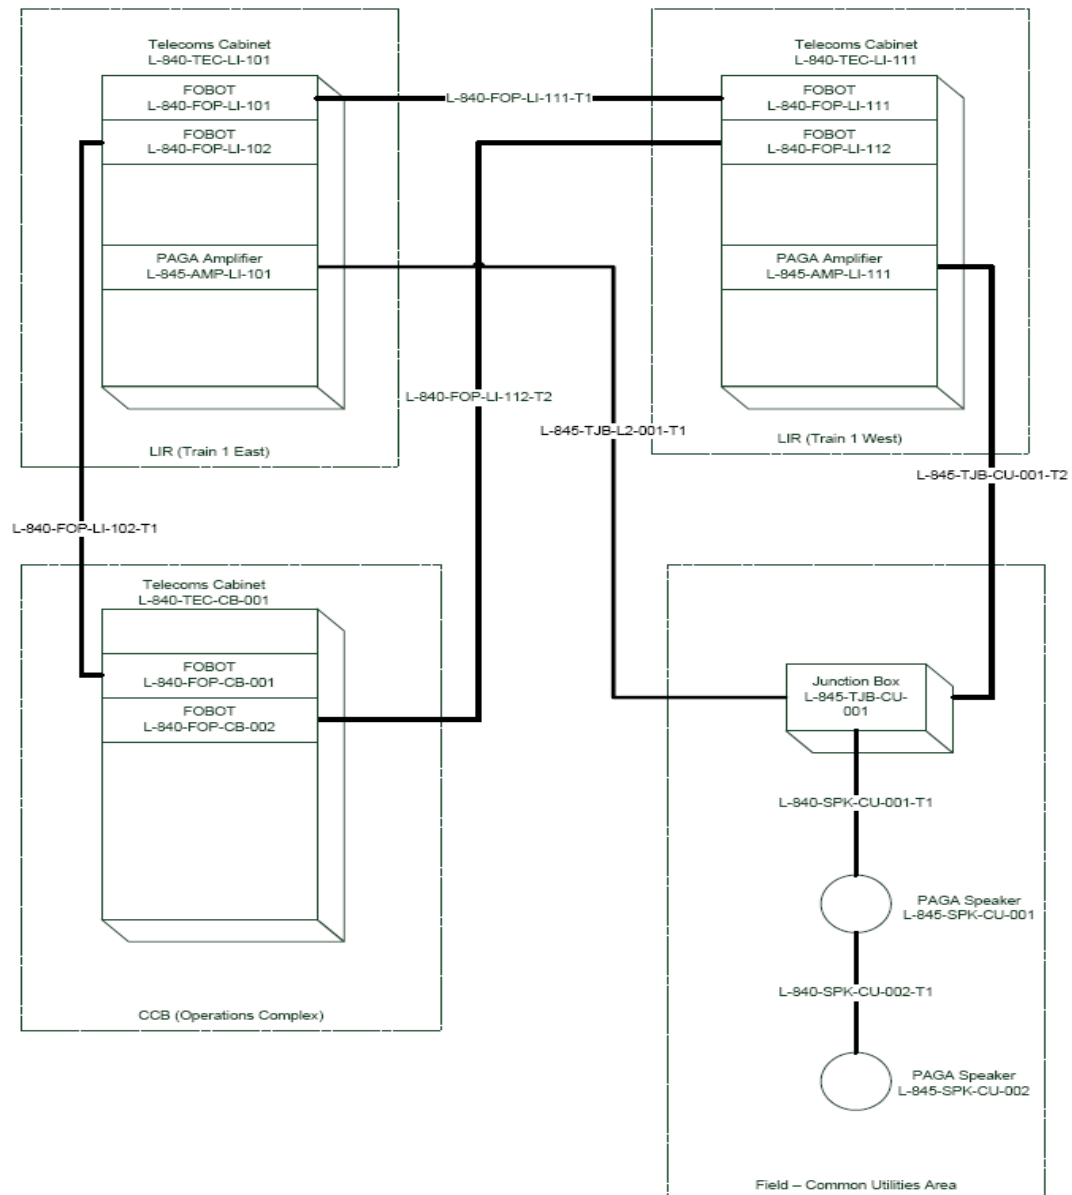 Telecoms Cabinet
L-840-TEC-LI-101
FOBOT
L-840-FOP-LI-101
FOBOT
L-840-FOP-LI-102
PAGA Amplifier
L-845-AMP-LI-101
LIR (Train 1 East)
L-840-FOP-LI-111-T1
Telecoms Cabinet
L-840-TEC-LI-111
FOBOT
L-840-FOP-LI-111
FOBOT
L-840-FOP-LI-112
PAGA Amplifier
L-845-AMP-LI-111
LIR (Train 1 West)
L-840-FOP-LI-112-T2
L-845-TJB-L2-001-T1
L-845-TJB-CU-001-T2
L-840-FOP-LI-102-T1
Telecoms Cabinet
L-840-TEC-CB-001
FOBOT
L-840-FOP-CB-001
FOBOT
L-840-FOP-CB-002
CCB (Operations Complex)
Junction Box
L-845-TJB-CU-
001
L-840-SPK-CU-001-T1
PAGA Speaker
L-845-SPK-CU-001
L-840-SPK-CU-002-T1
PAGA Speaker
L-845-SPK-CU-002
Field – Common Utilities Area